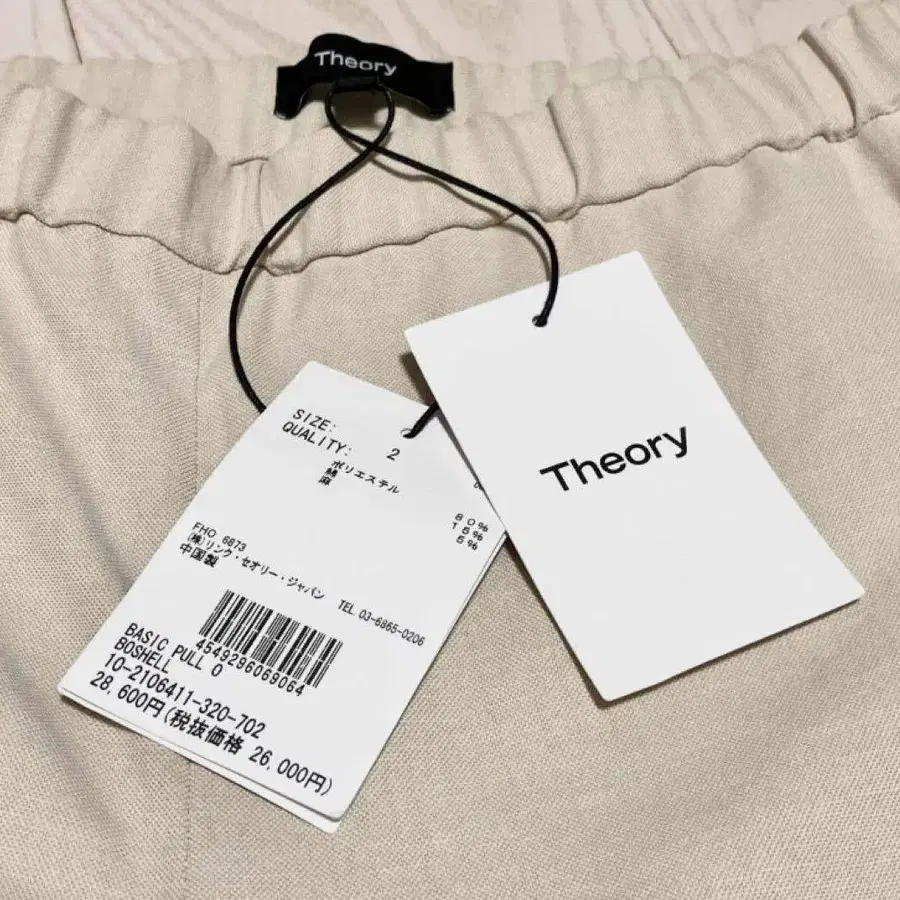 Theory
Theory
SIZE:
QUALITY: 2
ポリエステル 80%
綿 15%
麻 5%
FHO 6873
(株)リンク・セオリー・ジャパン TEL.03-6865-0206
中国製
4549296069064
BASIC PULL O
BOSHELL
10-2106411-320-702
28,600円(税抜価格 26,000円)